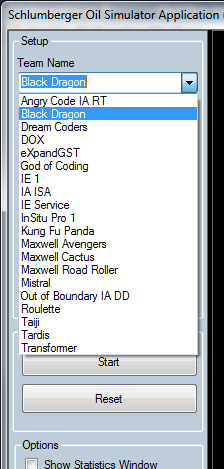 Schlumberger Oil Simulator Application
Setup
Team Name
Black Dragon
Angry Code IA RT
Black Dragon
Dream Coders
DOX
eXpandGST
God of Coding
IE 1
IA ISA
IE Service
InSitu Pro 1
Kung Fu Panda
Maxwell Avengers
Maxwell Cactus
Maxwell Road Roller
Mistral
Out of Boundary IA DD
Roulette
Taiji
Tardis
Transformer
Start
Reset
Options
Show Statistics Window